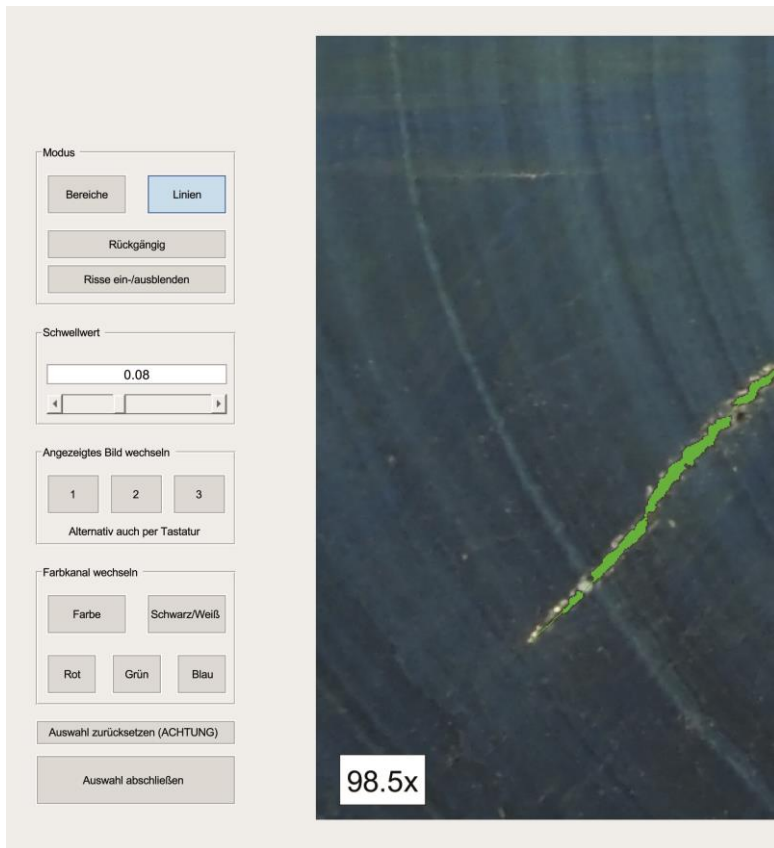 Modus
Bereiche
Linien
Rückgängig
Risse ein-/ausblenden
Schwellwert
0.08
Angezeigtes Bild wechseln
1
2
3
Alternativ auch per Tastatur
Farbkanal wechseln
Farbe
Schwarz/Weiß
Rot
Grün
Blau
Auswahl zurücksetzen (ACHTUNG)
Auswahl abschließen
98.5x